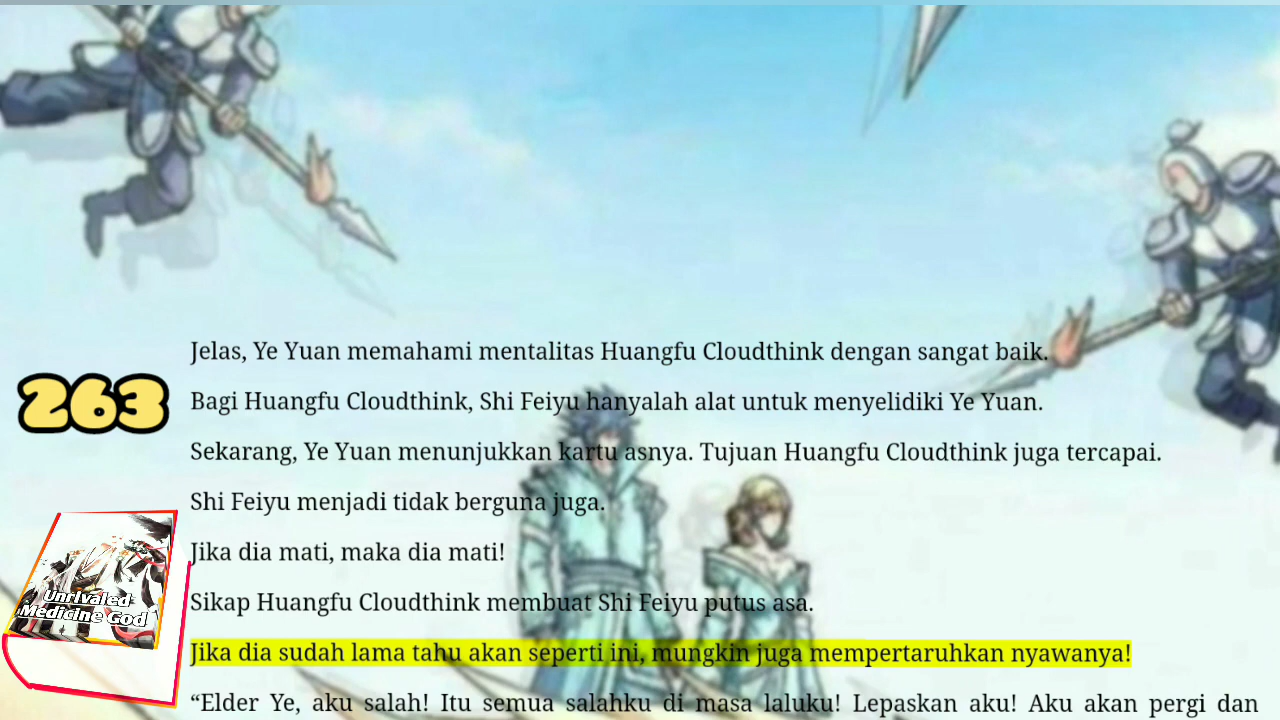 Jelas, Ye Yuan memahami mentalitas Huangfu Cloudthink dengan sangat baik.
263
Bagi Huangfu Cloudthink, Shi Feiyu hanyalah alat untuk menyelidiki Ye Yuan.
Sekarang, Ye Yuan menunjukkan kartu asnya. Tujuan Huangfu Cloudthink juga tercapai.
Shi Feiyu menjadi tidak berguna juga.
Jika dia mati, maka dia mati!
Unrivaled
Medicine God
Sikap Huangfu Cloudthink membuat Shi Feiyu putus asa.
Jika dia sudah lama tahu akan seperti ini, mungkin juga mempertaruhkan nyawanya!
“Elder Ye, aku salah! Itu semua salahku di masa laluku! Lepaskan aku! Aku akan pergi dan